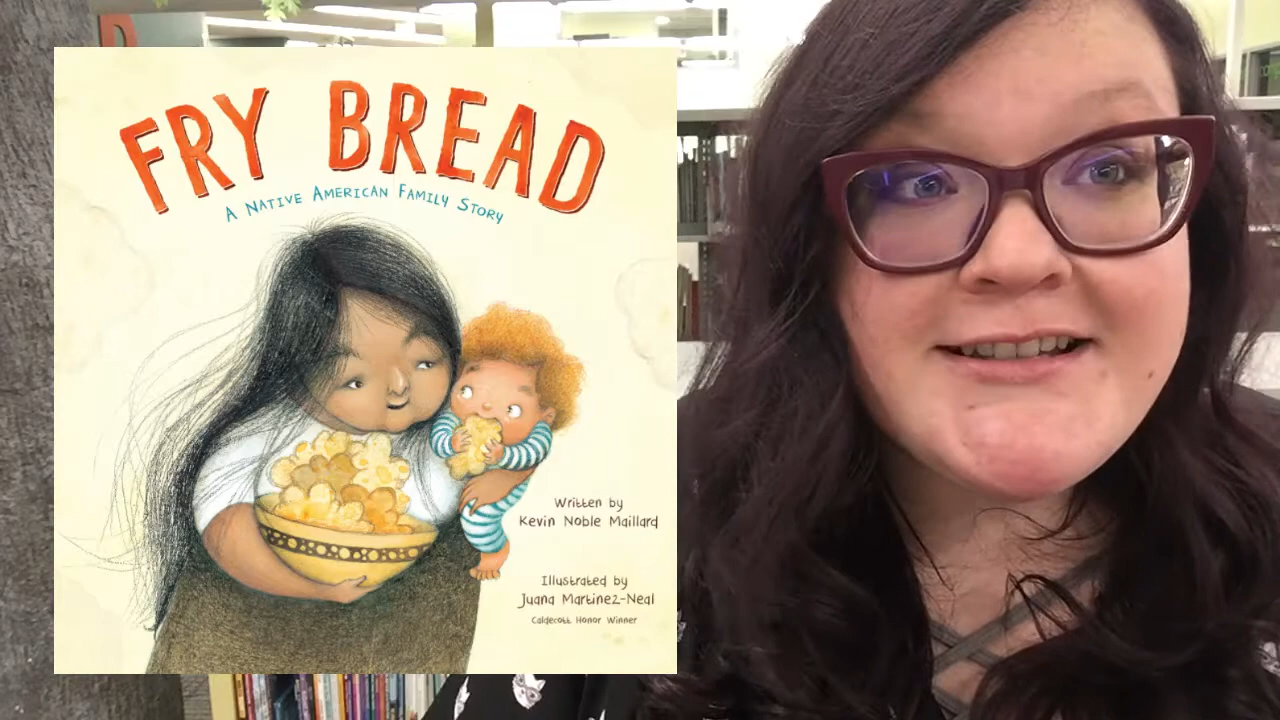 FRY BREAD
A Native American Family Story
Written by
Kevin Noble Maillard
Illustrated by
Juana Martinez-Neal
Caldecott Honor Winner